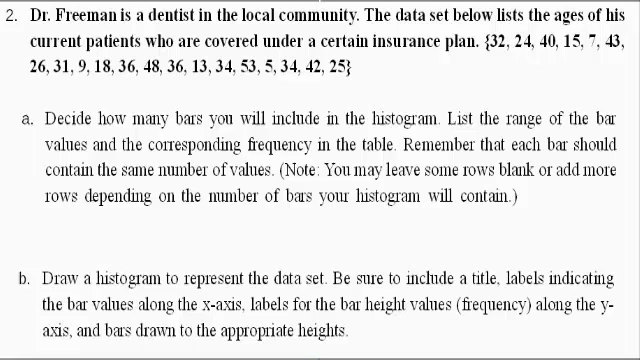 2. Dr. Freeman is a dentist in the local community. The data set below lists the ages of his
current patients who are covered under a certain insurance plan. {32, 24, 40, 15, 7, 43,
26, 31, 9, 18, 36, 48, 36, 13, 34, 53, 5, 34, 42, 25}
a. Decide how many bars you will include in the histogram. List the range of the bar
values and the corresponding frequency in the table. Remember that each bar should
contain the same number of values. (Note: You may leave some rows blank or add more
rows depending on the number of bars your histogram will contain.)
b. Draw a histogram to represent the data set. Be sure to include a title, labels indicating
the bar values along the x-axis, labels for the bar height values (frequency) along the y-
axis, and bars drawn to the appropriate heights.